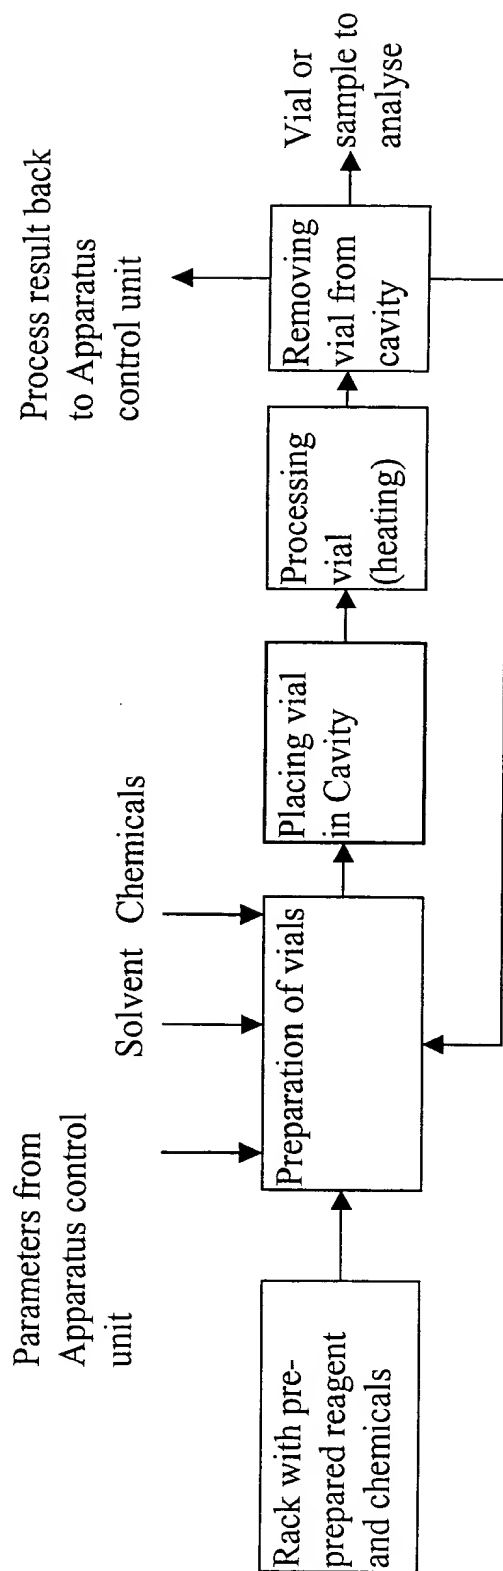 Parameters from
Apparatus control
unit
Solvent
Chemicals
Process result back
to Apparatus
control unit
Rack with pre-
prepared reagent
and chemicals
Preparation of vials
Placing vial
in Cavity
Processing
vial
(heating)
Removing
vial from
cavity
Vial or
sample to
analyse